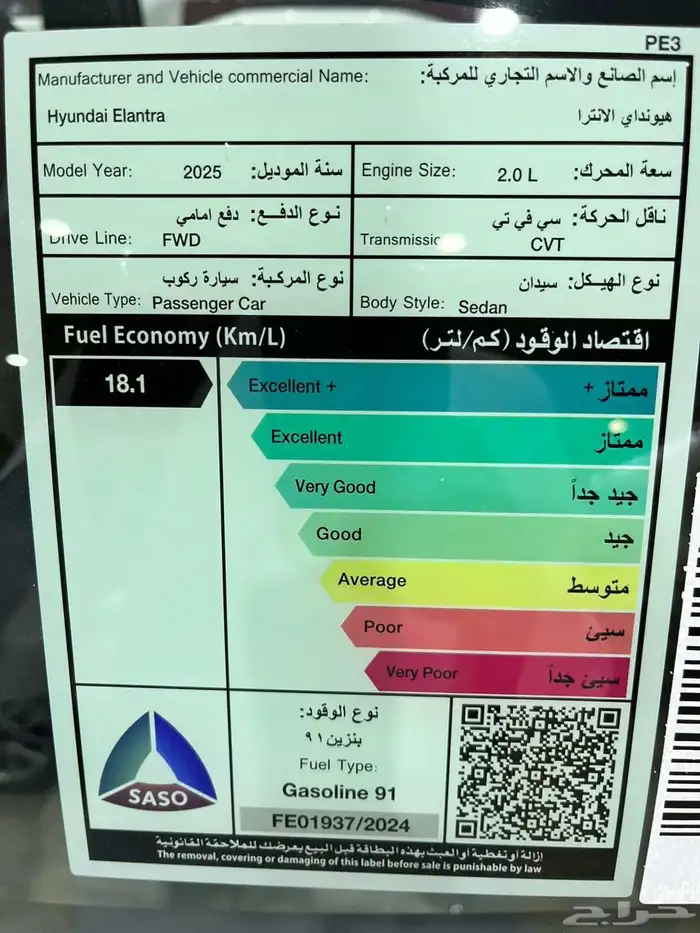 PE3
Manufacturer and Vehicle commercial Name: إسم الصانع والاسم التجاري للمركبة:
Hyundai Elantra هيونداي الانترا
Model Year: 2025 سنة الموديل:
Engine Size: 2.0 L سعة المحرك:
نوع الدفـــع: دفع امامي
Drive Line: FWD
ناقل الحركة: سي في تي
CVT
نوع المركـبة: سيارة ركوب
Vehicle Type: Passenger Car
نوع الهيـكل: سيدان
Body Style: Sedan
Fuel Economy (Km/L) اقتصاد الوقود (كم/لتر)
18.1
Excellent + ممتاز +
Excellent ممتاز
Very Good جيد جداً
Good جيد
Average متوسط
Poor سيئ
Very Poor سيئ جداً
SASO
نوع الوقود:
بنزين ٩١
Fuel Type:
Gasoline 91
FE01937/2024
إزالة أو تغطية أو العبث بهذه البطاقة قبل البيع يعرضك للملاحقة القانونية
The removal, covering or damaging of this label before sale is punishable by law
حراج